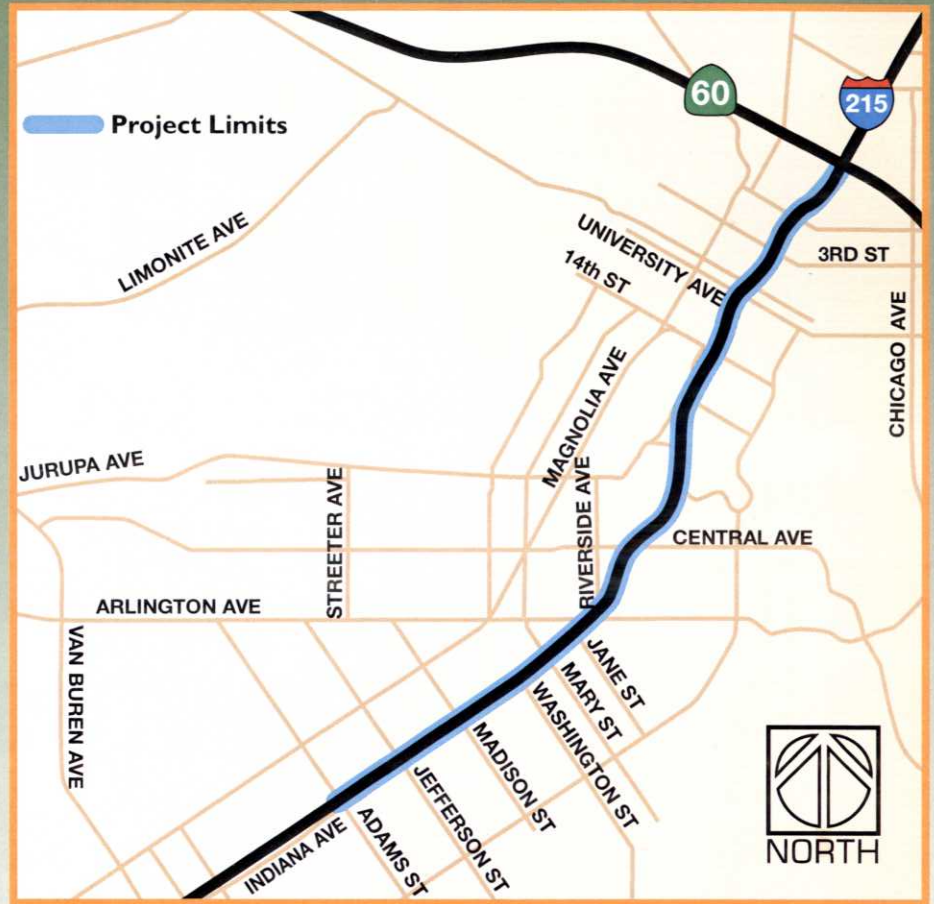 60
215
Project Limits
LIMONITE AVE
UNIVERSITY AVE
3RD ST
14th ST
CHICAGO AVE
MAGNOLIA AVE
JURUPA AVE
STREETER AVE
RIVERSIDE AVE
CENTRAL AVE
ARLINGTON AVE
VAN BUREN AVE
JANE ST
MARY ST
WASHINGTON ST
MADISON ST
JEFFERSON ST
ADAMS ST
INDIANA AVE
NORTH